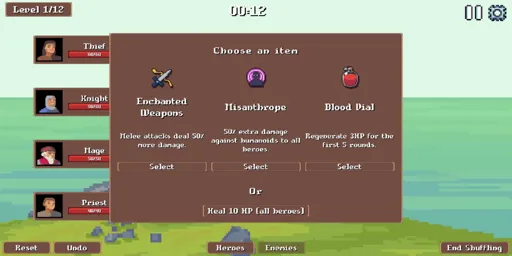 Level 1/12
00:12
Thief
Knight
Mage
Priest
Choose an item
Enchanted
Weapons
Melee attacks deal 50%
more damage.
Select
Misanthrope
50% extra damage
against humanoids to all
heroes.
Select
Blood Vial
Regenerate 3HP for the
first 5 rounds.
Select
Or
Heal 10 HP (all heroes)
Reset
Undo
Heroes
Enemies
End Shuffling